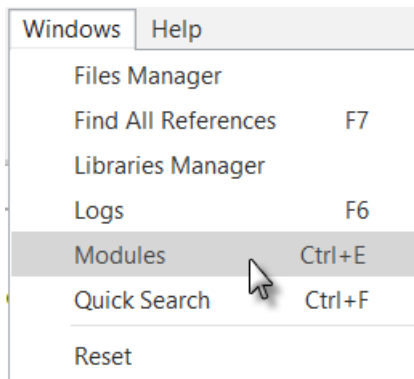 Windows Help
Files Manager
Find All References F7
Libraries Manager
Logs F6
Modules Ctrl+E
Quick Search Ctrl+F
Reset